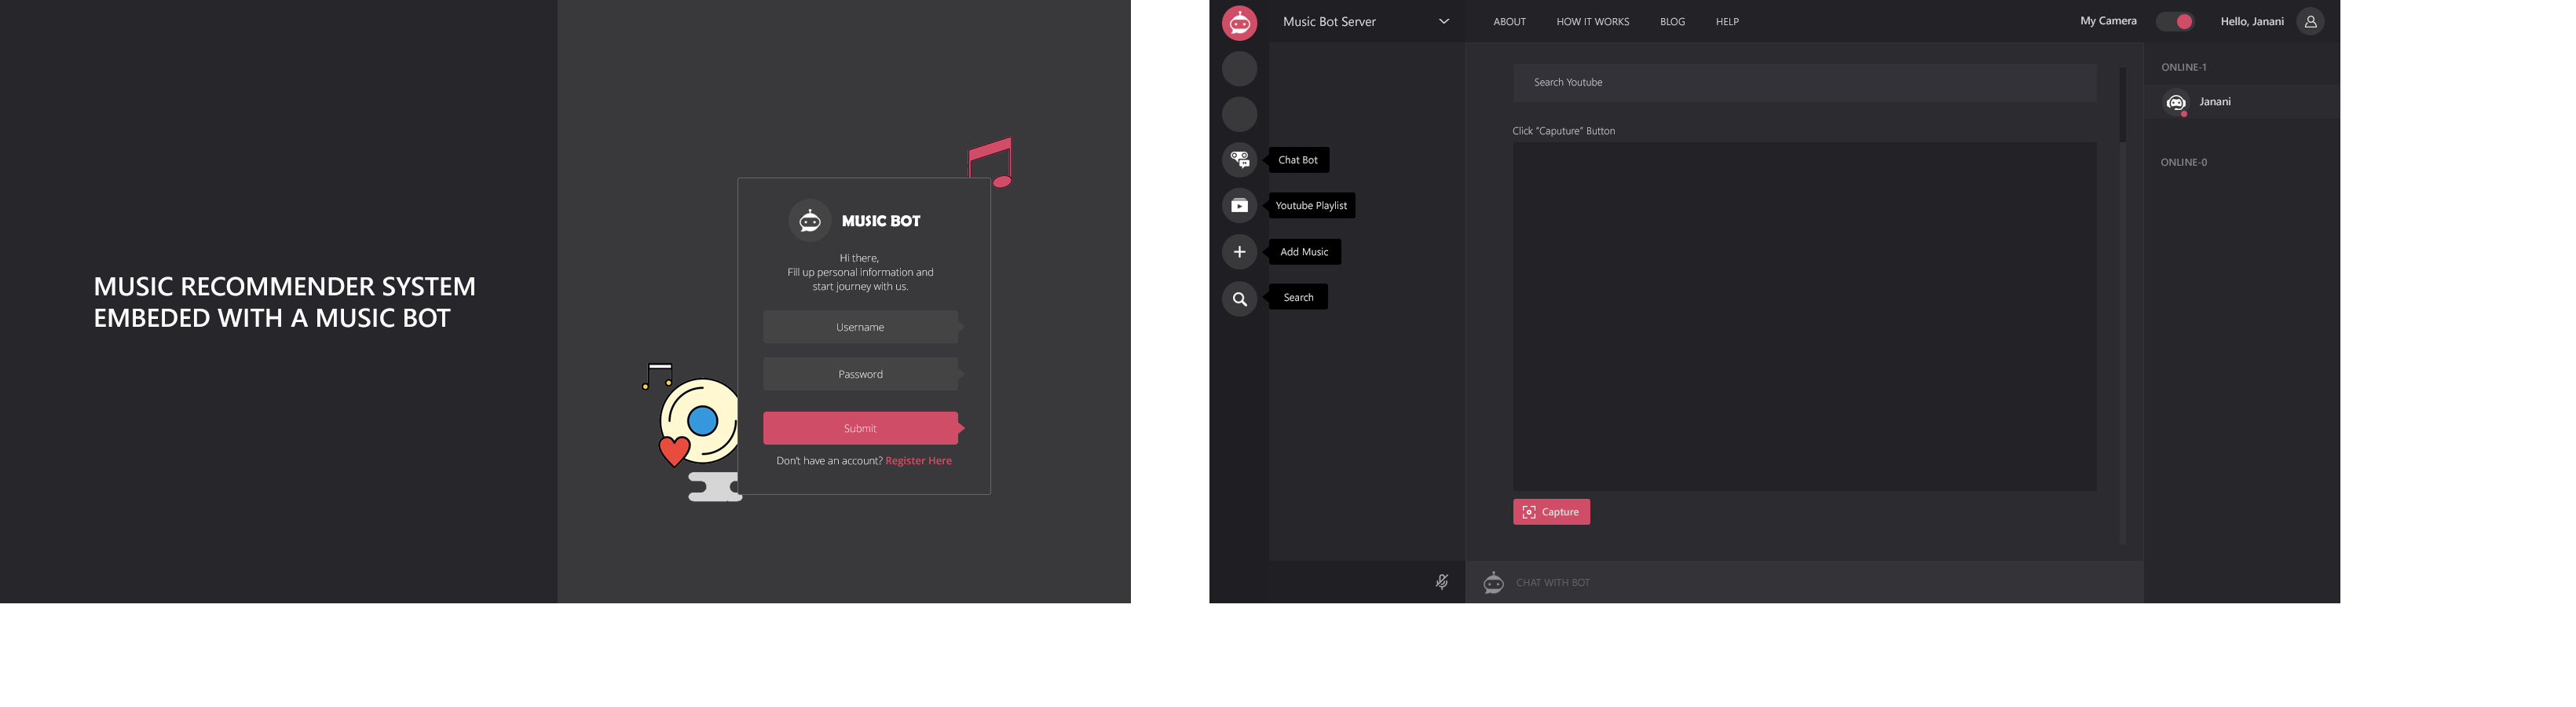 MUSIC RECOMMENDER SYSTEM
EMBEDED WITH A MUSIC BOT
MUSIC BOT
Hi there,
Fill up personal information and
start journey with us.
Username
Password
Submit
Don't have an account? Register Here
Music Bot Server
ABOUT
HOW IT WORKS
BLOG
HELP
My Camera
Hello, Janani
Chat Bot
Youtube Playlist
Add Music
Search
Search Youtube
Click “Caputure” Button
Capture
CHAT WITH BOT
ONLINE-1
Janani
ONLINE-0